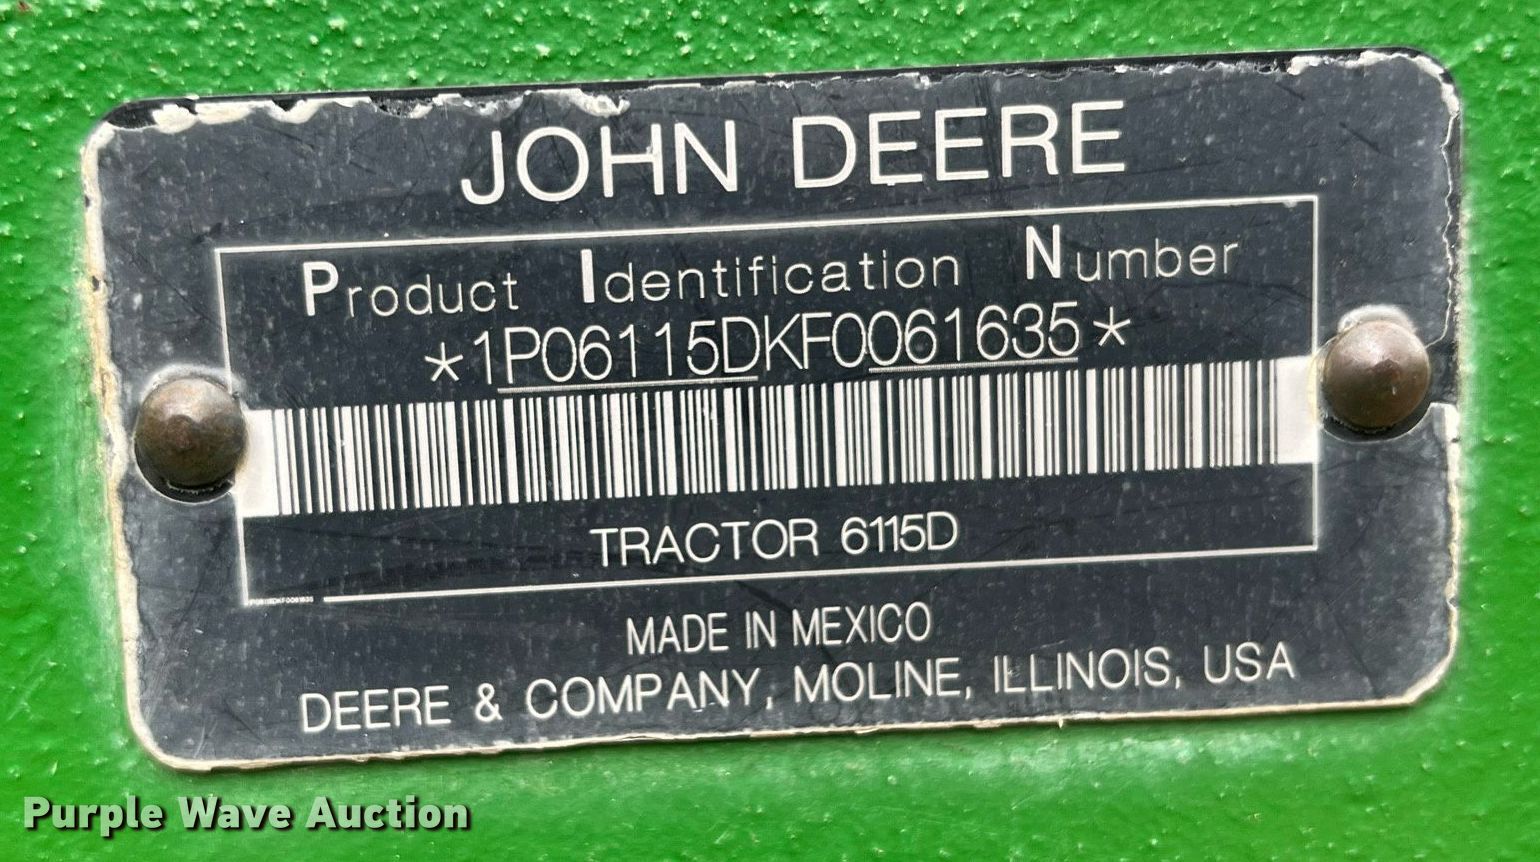 JOHN DEERE
Product Identification Number
*1P06115DKF0061635*
TRACTOR 6115D
1P06115DKF0061635
MADE IN MEXICO
DEERE & COMPANY, MOLINE, ILLINOIS, USA
Purple Wave Auction